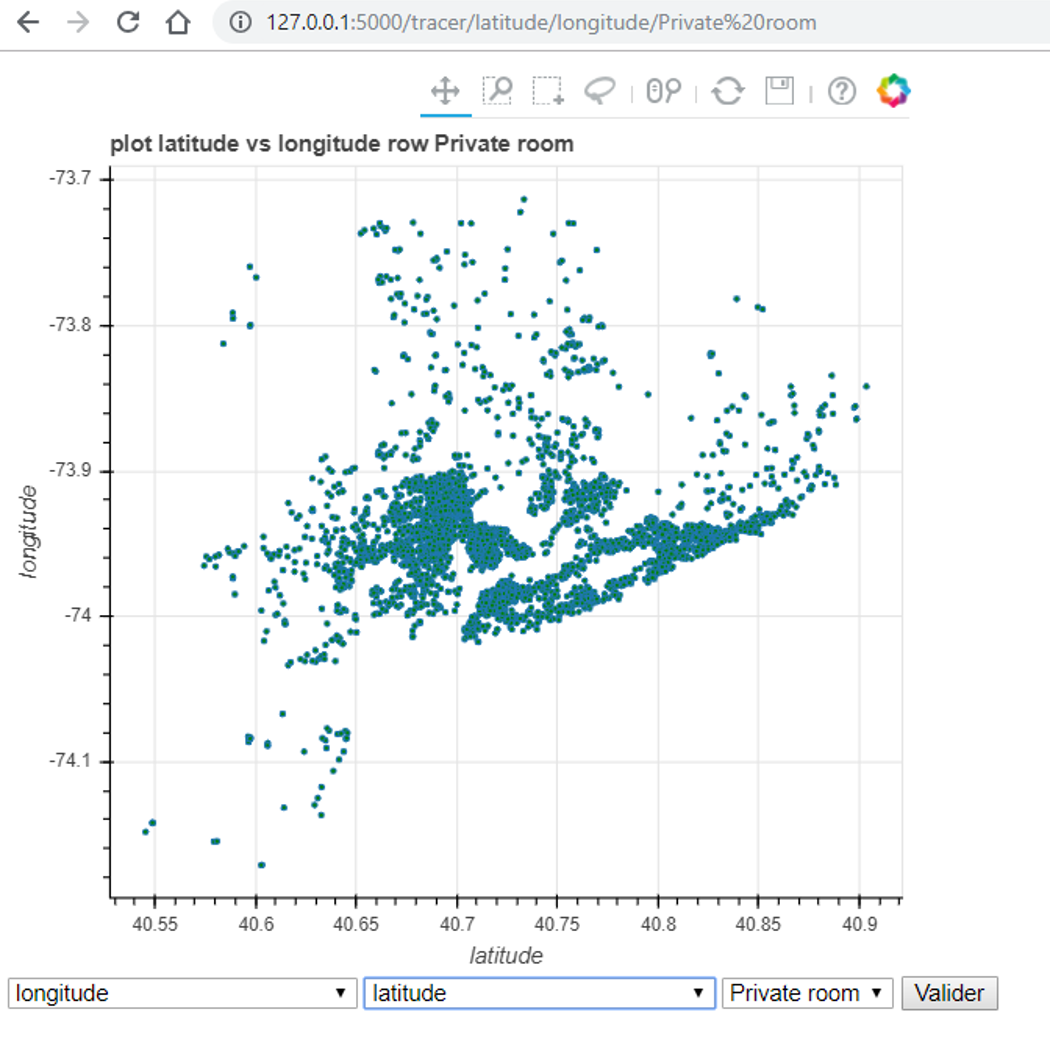 127.0.0.1:5000/tracer/latitude/longitude/Private%20room
plot latitude vs longitude row Private room
-73.7
-73.8
-73.9
-74
-74.1
longitude
40.55 40.6 40.65 40.7 40.75 40.8 40.85 40.9
latitude
longitude latitude Private room Valider